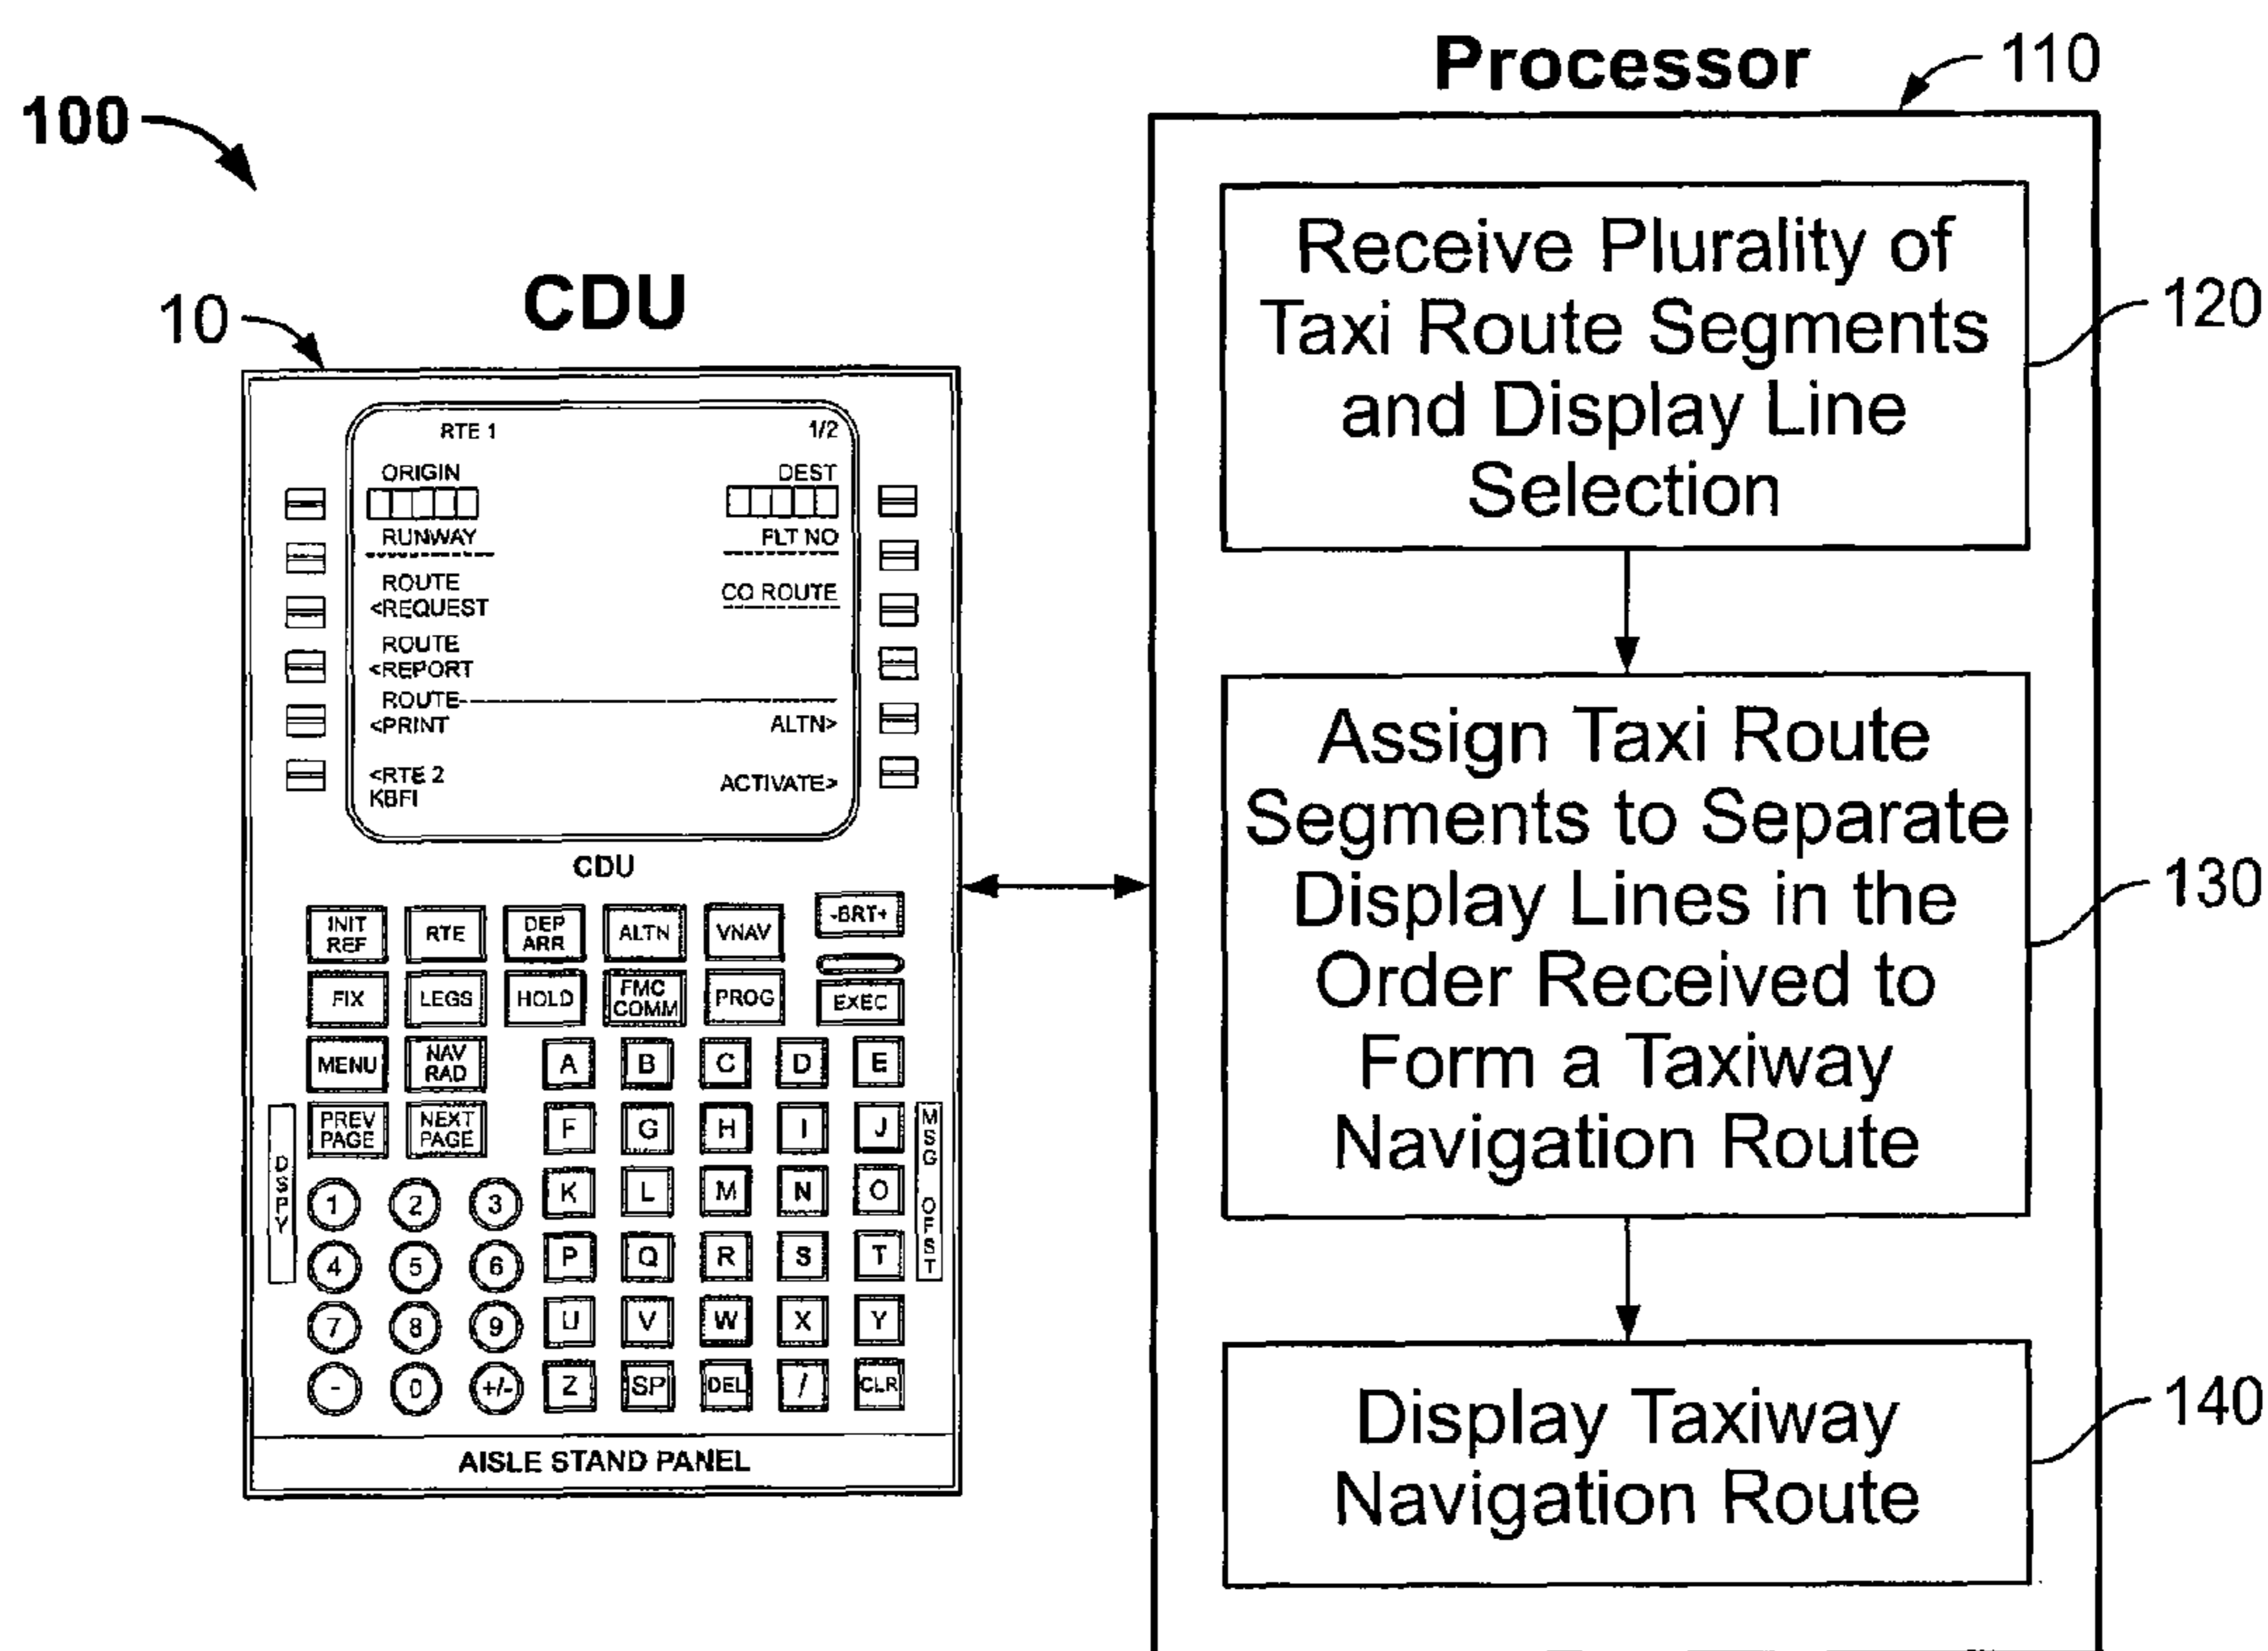 100
10
CDU
RTE 1 1/2
ORIGIN DEST
RUNWAY FLT NO
ROUTE
<REQUEST CO ROUTE
ROUTE
<REPORT
ROUTE
<PRINT ALTN>
<RTE 2 ACTIVATE>
KBFI
CDU
INIT REF RTE DEP ARR ALTN VNAV -BRT+
FIX LEGS HOLD FMC COMM PROG EXEC
MENU NAV RAD A B C D E
PREV PAGE NEXT PAGE F G H I J
DSPY
MSG OFST
1 2 3 K L M N O
4 5 6 P Q R S T
7 8 9 U V W X Y
- 0 +/- Z SP DEL / CLR
AISLE STAND PANEL
Processor
110
Receive Plurality of
Taxi Route Segments
and Display Line
Selection
120
Assign Taxi Route
Segments to Separate
Display Lines in the
Order Received to
Form a Taxiway
Navigation Route
130
Display Taxiway
Navigation Route
140